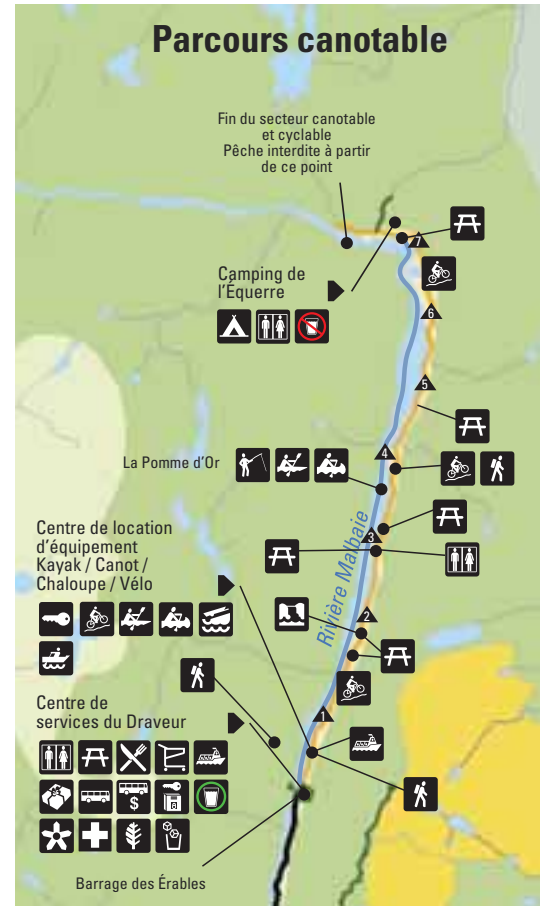 Parcours canotable
Fin du secteur canotable
et cyclable
Pêche interdite à partir
de ce point
7
Camping de
l'Équerre
6
5
La Pomme d'Or
4
Centre de location
d'équipement
Kayak / Canot /
Chaloupe / Vélo
3
Rivière Malbaie
2
Centre de
services du Draveur
1
$
Barrage des Érables